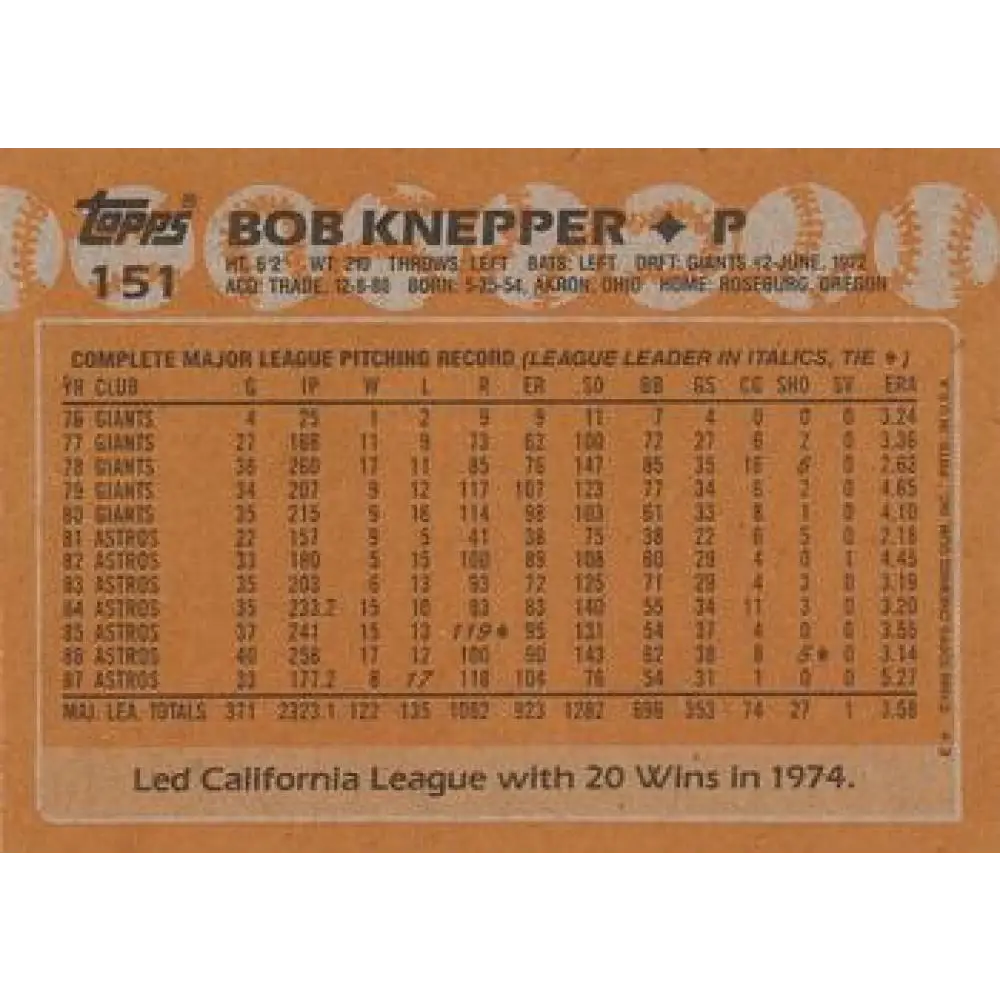 topps®
151
BOB KNEPPER ✦ P
HT: 6'2" WT: 210 THROWS: LEFT BATS: LEFT DRFT: GIANTS #2-JUNE, 1972
ACQ: TRADE, 12-8-80 BORN: 5-25-54, AKRON, OHIO HOME: ROSEBURG, OREGON
COMPLETE MAJOR LEAGUE PITCHING RECORD (LEAGUE LEADER IN ITALICS, TIE *)
YR CLUB G IP W L R ER SO BB GS CG SHO SV ERA
76 GIANTS 4 25 1 2 9 9 11 7 4 0 0 0 3.24
77 GIANTS 27 166 11 9 73 62 100 72 27 6 2 0 3.36
78 GIANTS 36 260 17 11 85 76 147 85 35 16 6 0 2.63
79 GIANTS 34 207 9 12 117 107 123 77 34 6 2 0 4.65
80 GIANTS 35 215 9 16 114 98 103 61 33 8 1 0 4.10
81 ASTROS 22 157 9 5 41 38 75 38 22 6 5 0 2.18
82 ASTROS 33 180 5 15 100 89 108 60 29 4 0 1 4.45
83 ASTROS 35 203 6 13 93 72 125 71 29 4 3 0 3.19
84 ASTROS 35 233.2 15 10 93 83 140 55 34 11 3 0 3.20
85 ASTROS 37 241 15 13 119* 95 131 54 37 4 0 0 3.55
86 ASTROS 40 258 17 12 100 90 143 62 38 8 5* 0 3.14
87 ASTROS 33 177.2 8 17 118 104 76 54 31 1 0 0 5.27
MAJ. LEA. TOTALS 371 2323.1 122 135 1062 923 1282 696 353 74 27 1 3.58
Led California League with 20 Wins in 1974.